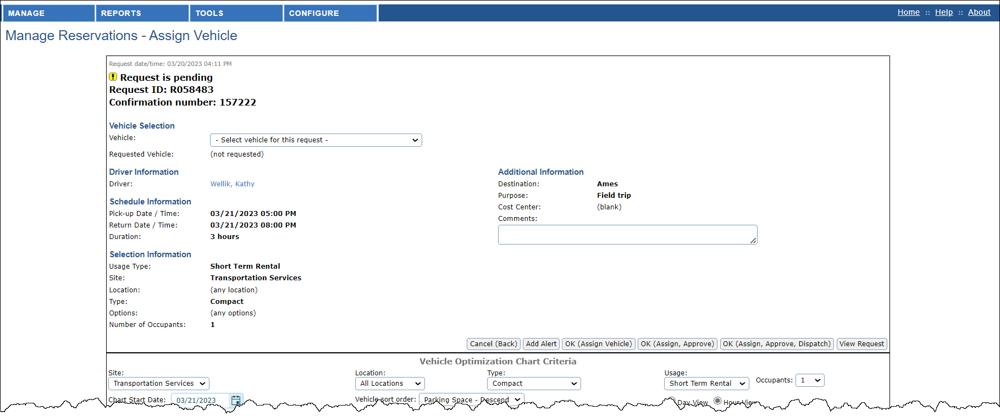 MANAGE REPORTS TOOLS CONFIGURE Home :: Help :: About
Manage Reservations - Assign Vehicle
Request date/time: 03/20/2023 04:11 PM
! Request is pending
Request ID: R058483
Confirmation number: 157222
Vehicle Selection
Vehicle: - Select vehicle for this request -
Requested Vehicle: (not requested)
Driver Information
Driver: Wellik, Kathy
Schedule Information
Pick-up Date / Time: 03/21/2023 05:00 PM
Return Date / Time: 03/21/2023 08:00 PM
Duration: 3 hours
Selection Information
Usage Type: Short Term Rental
Site: Transportation Services
Location: (any location)
Type: Compact
Options: (any options)
Number of Occupants: 1
Additional Information
Destination: Ames
Purpose: Field trip
Cost Center: (blank)
Comments:
Cancel (Back) Add Alert OK (Assign Vehicle) OK (Assign, Approve) OK (Assign, Approve, Dispatch) View Request
Vehicle Optimization Chart Criteria
Site: Location: Type: Usage:
Transportation Services All Locations Compact Short Term Rental Occupants: 1
Chart Start Date: 03/21/2023 Vehicle sort order: Parking Space - Descend Day View Hour View